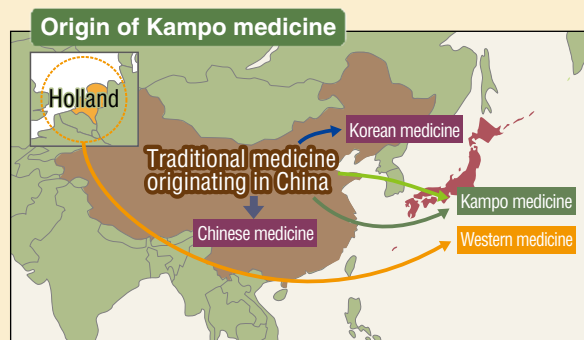 Origin of Kampo medicine
Holland
Korean medicine
Traditional medicine
originating in China
Kampo medicine
Chinese medicine
Western medicine